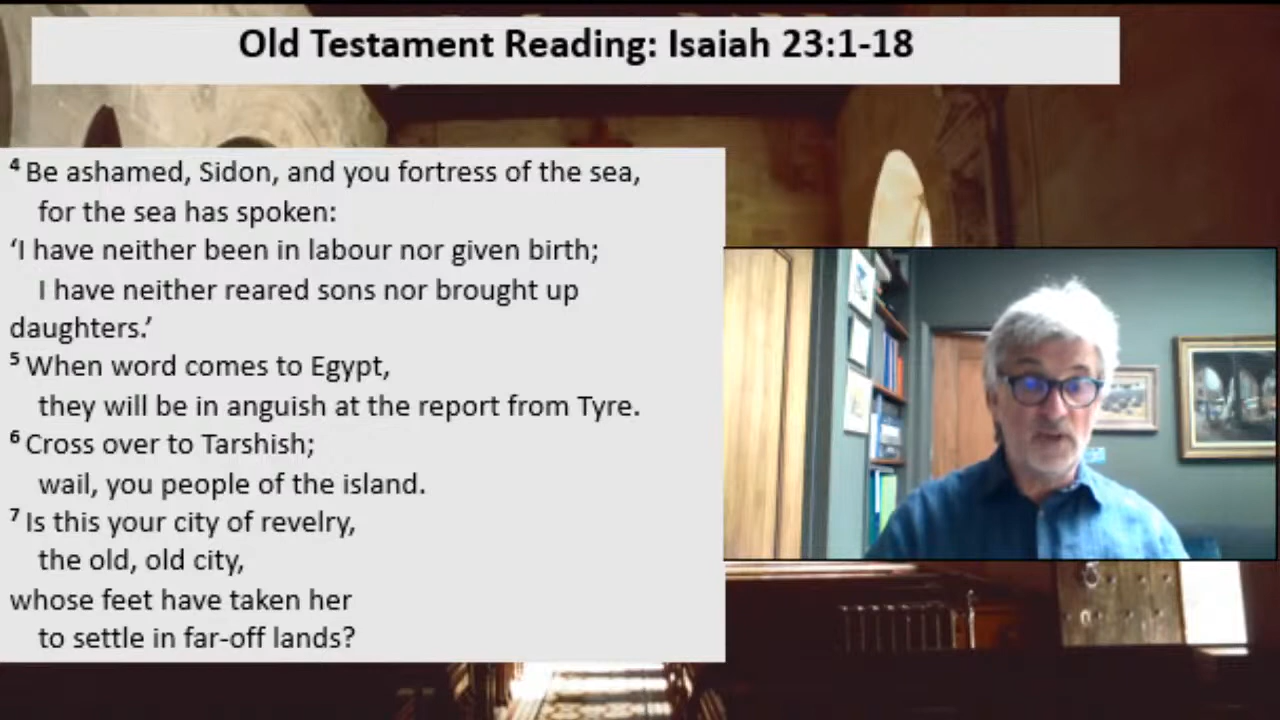 Old Testament Reading: Isaiah 23:1-18
4 Be ashamed, Sidon, and you fortress of the sea,
for the sea has spoken:
‘I have neither been in labour nor given birth;
I have neither reared sons nor brought up
daughters.’
5 When word comes to Egypt,
they will be in anguish at the report from Tyre.
6 Cross over to Tarshish;
wail, you people of the island.
7 Is this your city of revelry,
the old, old city,
whose feet have taken her
to settle in far-off lands?